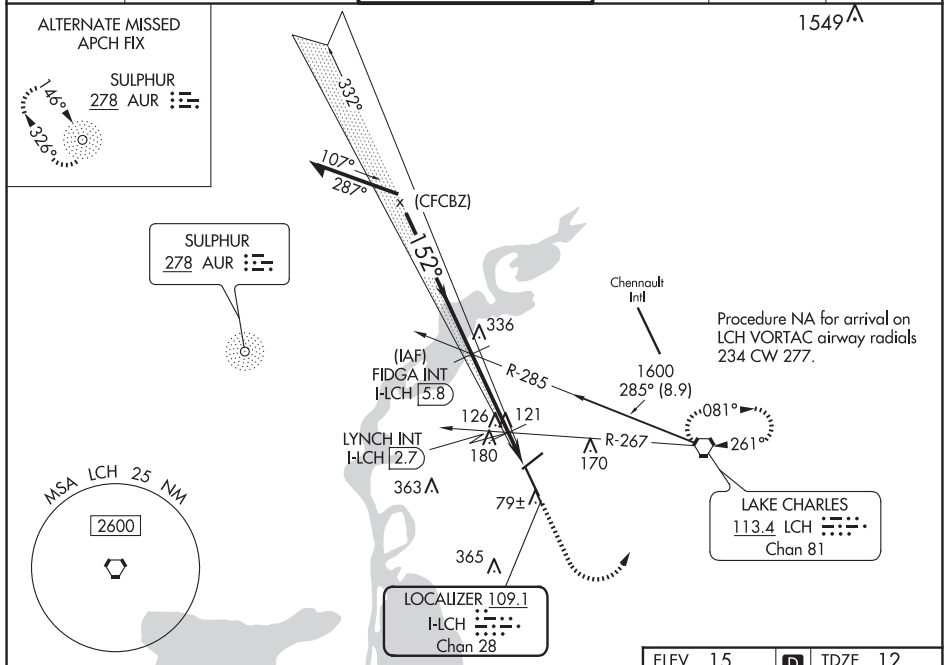 1549
ALTERNATE MISSED
APCH FIX
SULPHUR
278 AUR
146°
326°
332°
107°
287°
(CFCBZ)
152°
SULPHUR
278 AUR
Chennault
Intl
Procedure NA for arrival on
LCH VORTAC airway radials
234 CW 277.
336
(IAF)
FIDGA INT
I-LCH 5.8
R-285
1600
285° (8.9)
081°
261°
126
121
LYNCH INT
I-LCH 2.7
180
R-267
170
363
79±
MSA LCH 25 NM
2600
LAKE CHARLES
113.4 LCH
Chan 81
365
LOCALIZER 109.1
I-LCH
Chan 28
ELEV 15 D TDZE 12